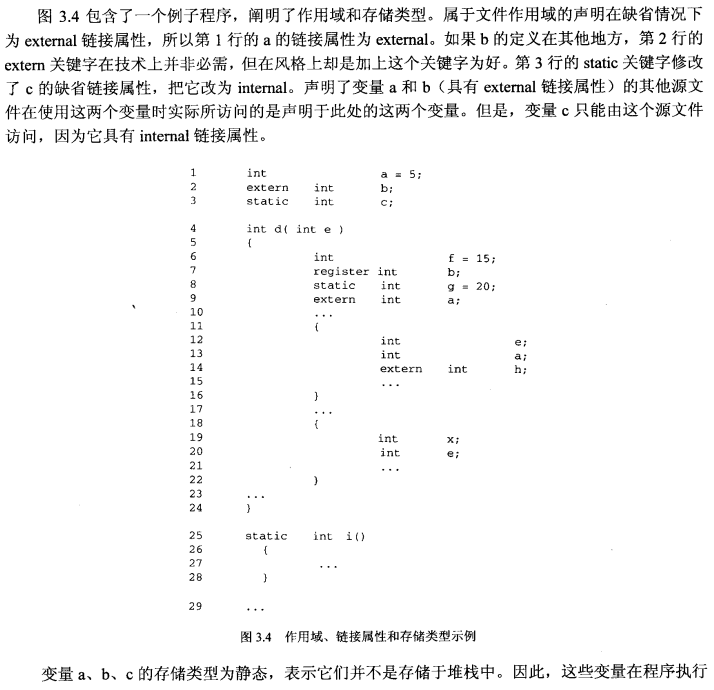 图 3.4 包含了一个例子程序，阐明了作用域和存储类型。属于文件作用域的声明在缺省情况下
为 external 链接属性，所以第 1 行的 a 的链接属性为 external。如果 b 的定义在其他地方，第 2 行的
extern 关键字在技术上并非必需，但在风格上却是加上这个关键字为好。第 3 行的 static 关键字修改
了 c 的缺省链接属性，把它改为 internal。声明了变量 a 和 b（具有 external 链接属性）的其他源文
件在使用这两个变量时实际所访问的是声明于此处的这两个变量。但是，变量 c 只能由这个源文件
访问，因为它具有 internal 链接属性。
1 int a = 5;
2 extern int b;
3 static int c;
4 int d( int e )
5 {
6 int f = 15;
7 register int b;
8 static int g = 20;
9 extern int a;
10 ...
11 {
12 int e;
13 int a;
14 extern int h;
15 ...
16 }
17 ...
18 {
19 int x;
20 int e;
21 ...
22 }
23 ...
24 }
25 static int i()
26 {
27 ...
28 }
29 ...
图 3.4 作用域、链接属性和存储类型示例
变量 a、b、c 的存储类型为静态，表示它们并不是存储于堆栈中。因此，这些变量在程序执行